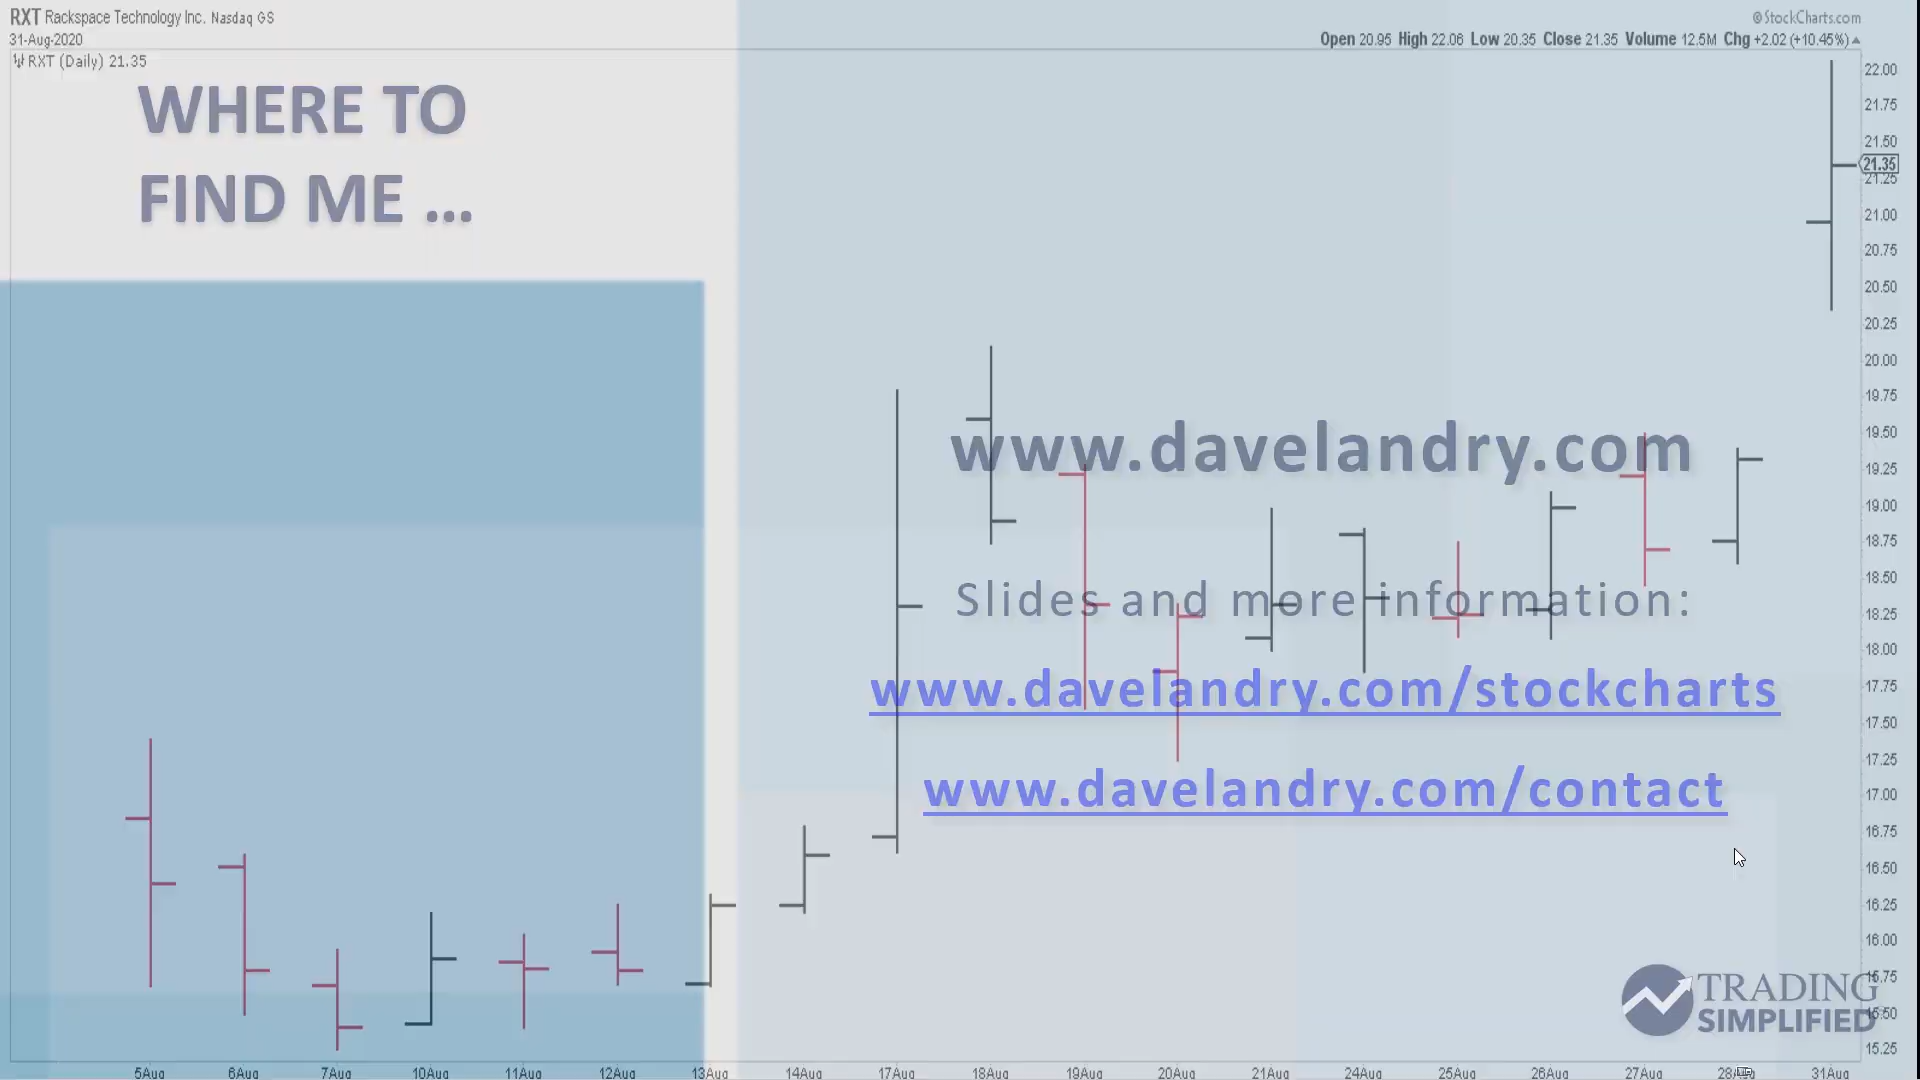 RXT Rackspace Technology Inc. Nasdaq GS
©StockCharts.com
31-Aug-2020
Open 20.95 High 22.06 Low 20.35 Close 21.35 Volume 12.5M Chg +2.02 (+10.45%)
RXT (Daily) 21.35
WHERE TO
FIND ME ...
www.davelandry.com
Slides and more information:
www.davelandry.com/stockcharts
www.davelandry.com/contact
22.00
21.75
21.50
21.35
21.25
21.00
20.75
20.50
20.25
20.00
19.75
19.50
19.25
19.00
18.75
18.50
18.25
18.00
17.75
17.50
17.25
17.00
16.75
16.50
16.25
16.00
15.75
15.50
15.25
TRADING
SIMPLIFIED
5Aug 6Aug 7Aug 10Aug 11Aug 12Aug 13Aug 14Aug 17Aug 18Aug 19Aug 20Aug 21Aug 24Aug 25Aug 26Aug 27Aug 28Aug 31Aug